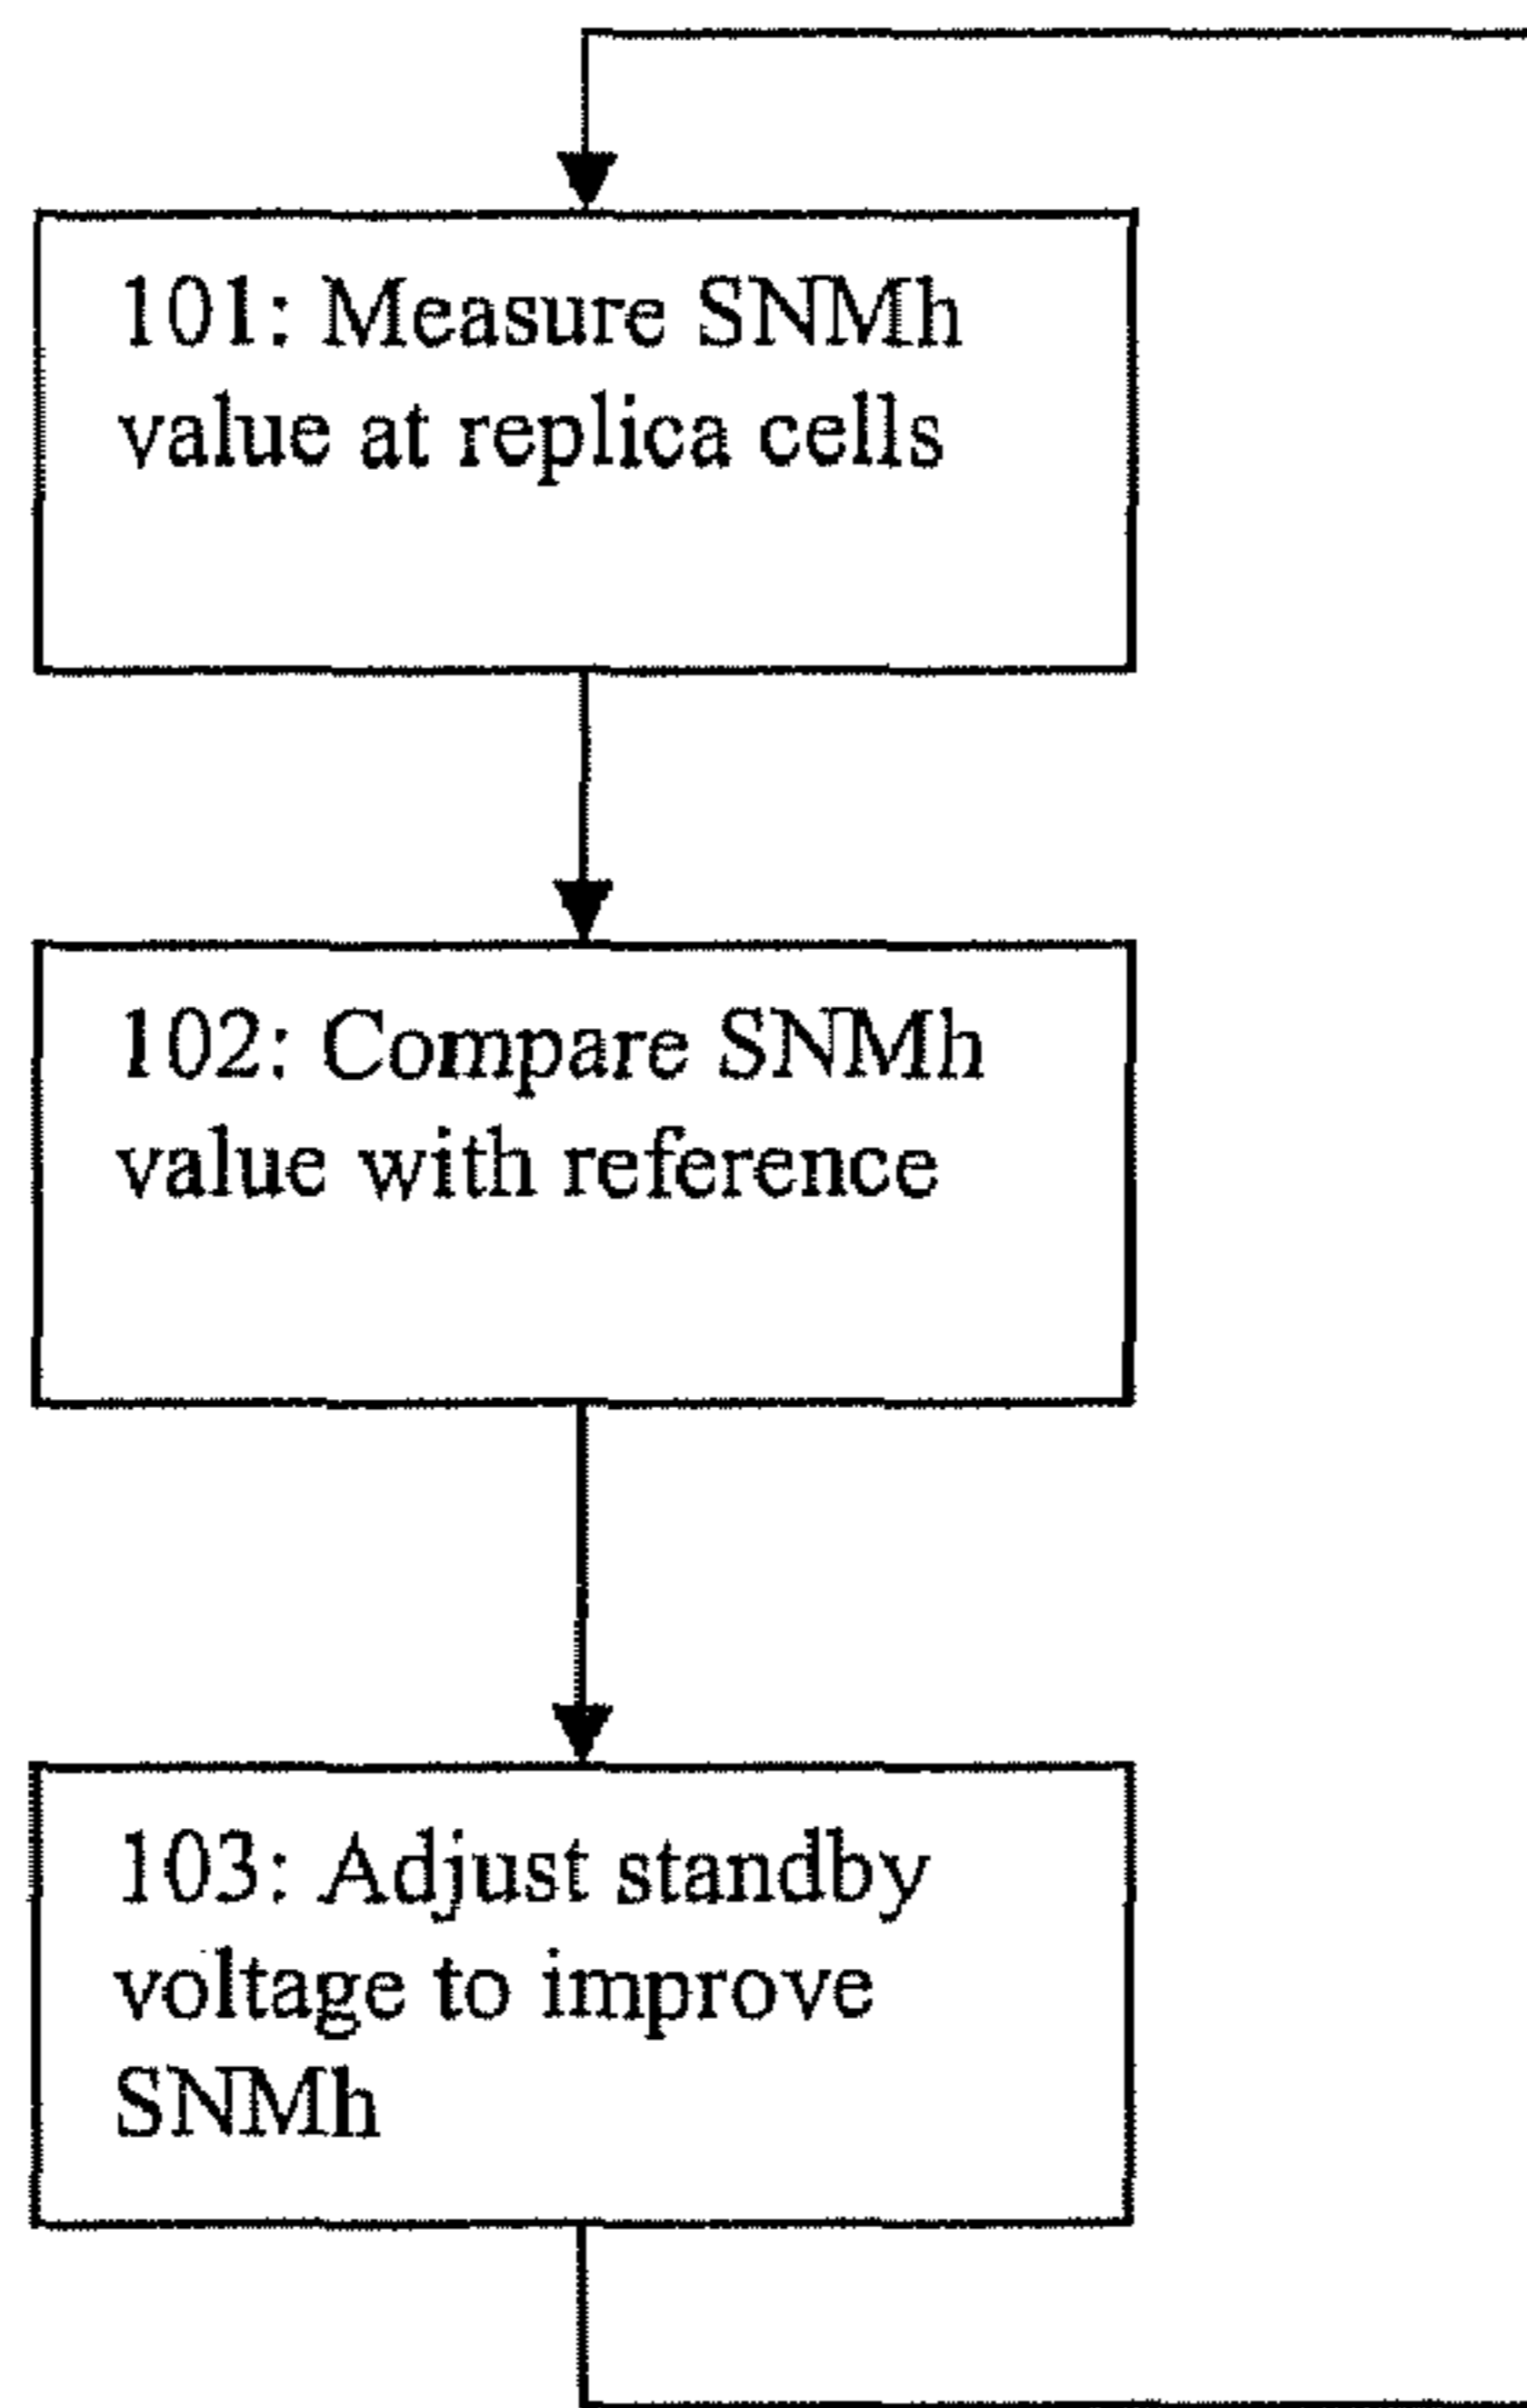 101: Measure SNMh
value at replica cells
102: Compare SNMh
value with reference
103: Adjust standby
voltage to improve
SNMh